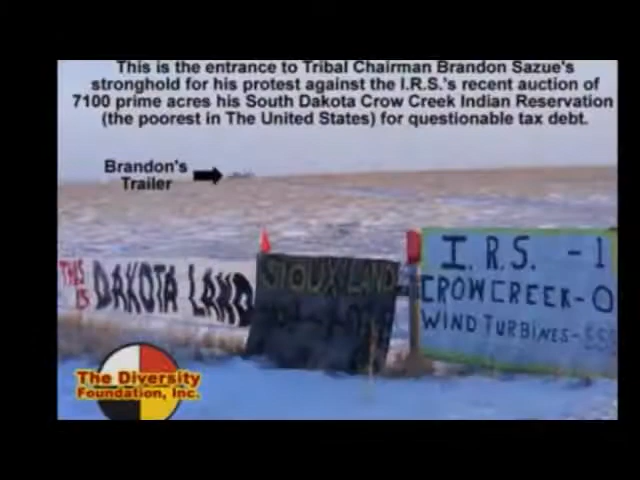 This is the entrance to Tribal Chairman Brandon Sazue's
stronghold for his protest against the I.R.S.'s recent auction of
7100 prime acres his South Dakota Crow Creek Indian Reservation
(the poorest in The United States) for questionable tax debt.
Brandon's
Trailer
THIS
IS
DAKOTA LAND
SIOUX LAND
I.R.S. -1
CROW CREEK-0
WIND TURBINES-$$$
The Diversity
Foundation, Inc.